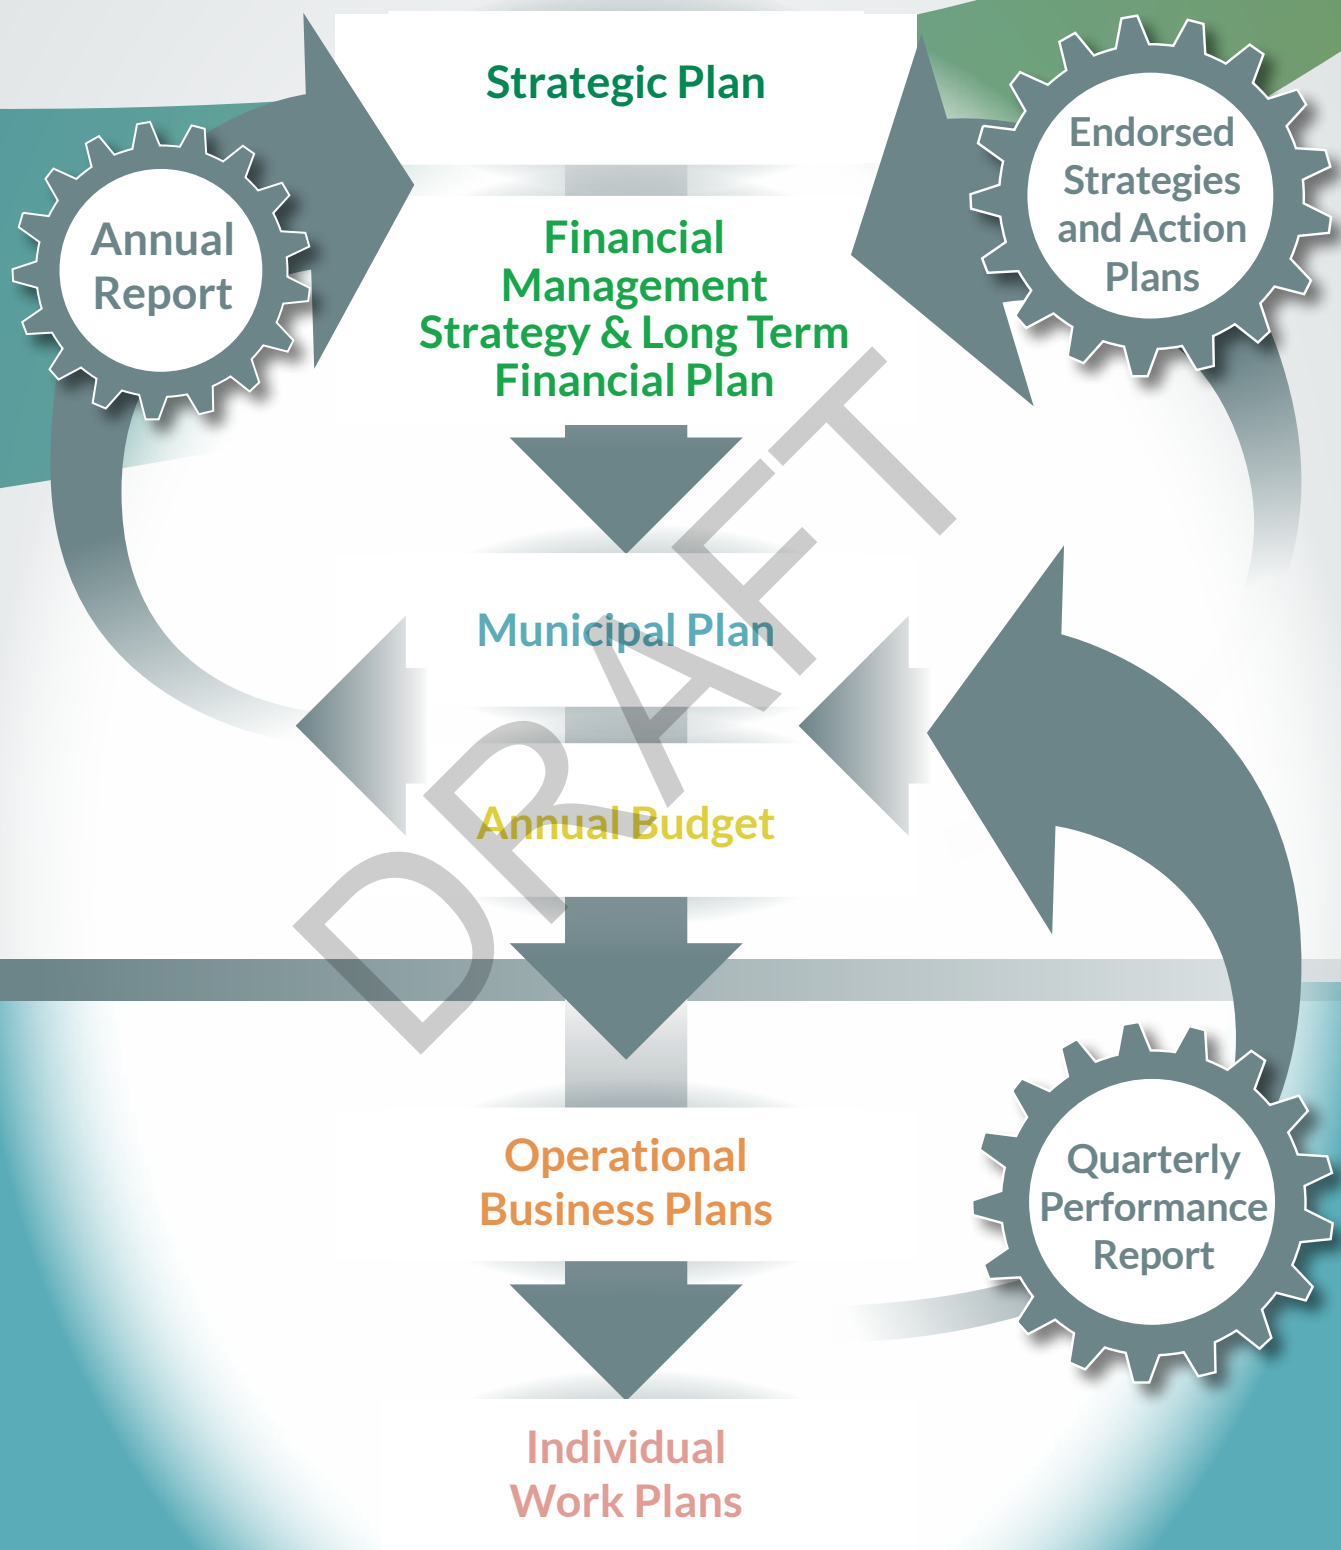 Strategic Plan
Endorsed
Strategies
and Action
Plans
Annual
Report
Financial
Management
Strategy & Long Term
Financial Plan
Municipal Plan
Annual Budget
DRAFT
Operational
Business Plans
Quarterly
Performance
Report
Individual
Work Plans